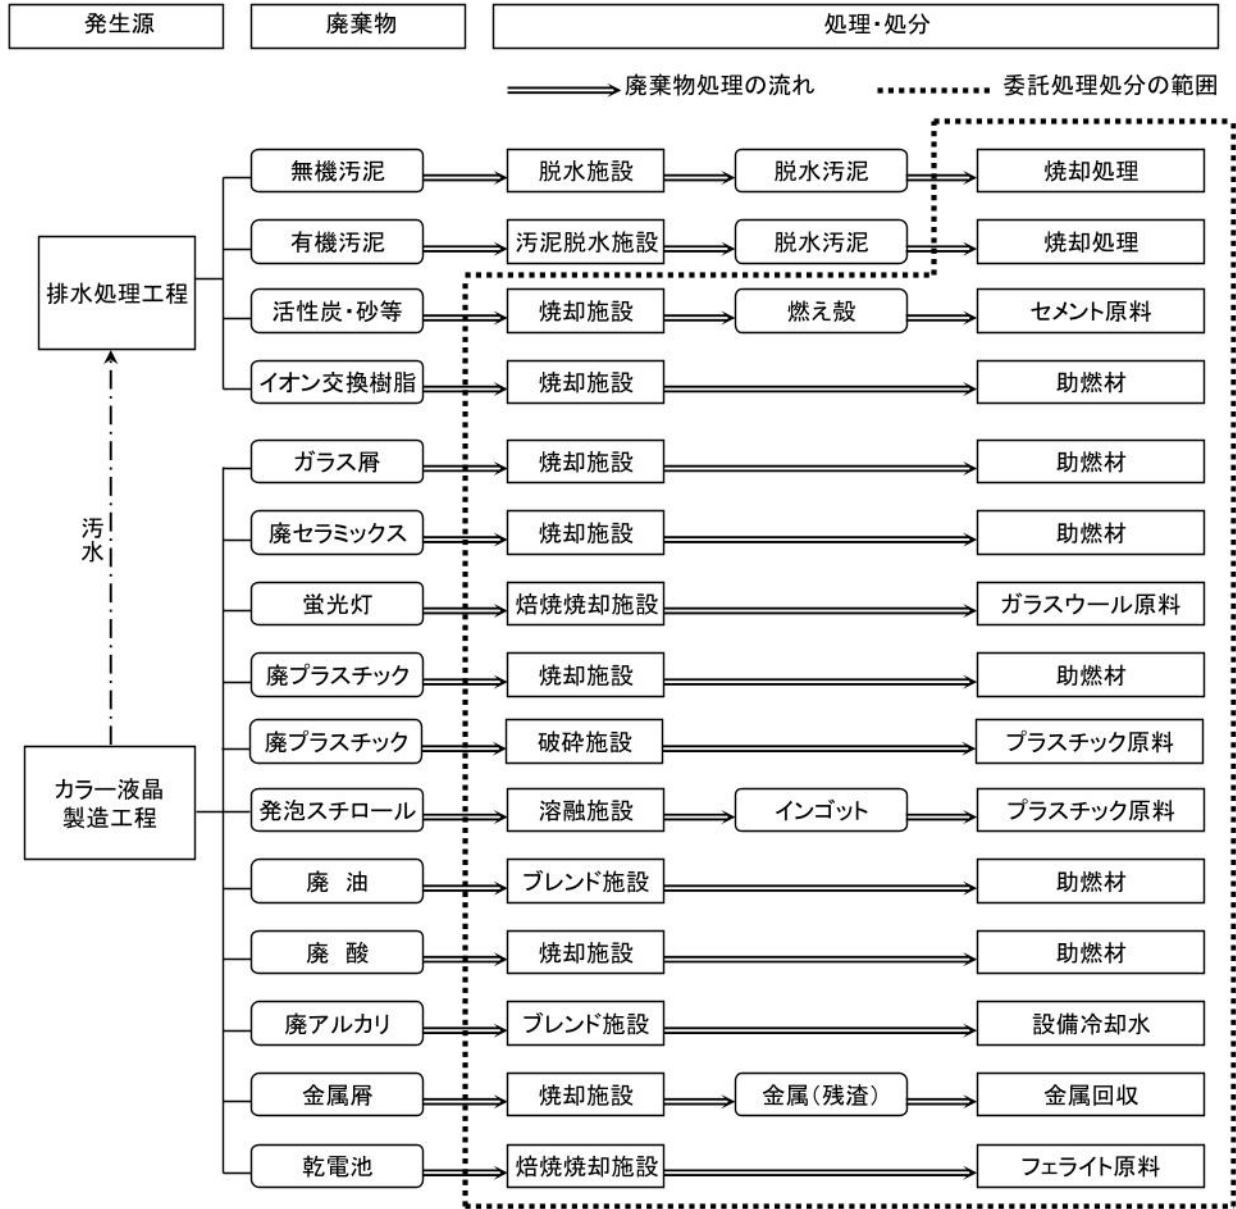 発生源 廃棄物 処理・処分
廃棄物処理の流れ 委託処理処分の範囲
無機汚泥 脱水施設 脱水汚泥 焼却処理
有機汚泥 汚泥脱水施設 脱水汚泥 焼却処理
排水処理工程
活性炭・砂等 焼却施設 燃え殻 セメント原料
イオン交換樹脂 焼却施設 助燃材
ガラス屑 焼却施設 助燃材
汚水
廃セラミックス 焼却施設 助燃材
蛍光灯 焙焼焼却施設 ガラスウール原料
廃プラスチック 焼却施設 助燃材
廃プラスチック 破砕施設 プラスチック原料
カラー液晶
製造工程
発泡スチロール 溶融施設 インゴット プラスチック原料
廃 油 ブレンド施設 助燃材
廃 酸 焼却施設 助燃材
廃アルカリ ブレンド施設 設備冷却水
金属屑 焼却施設 金属(残渣) 金属回収
乾電池 焙焼焼却施設 フェライト原料